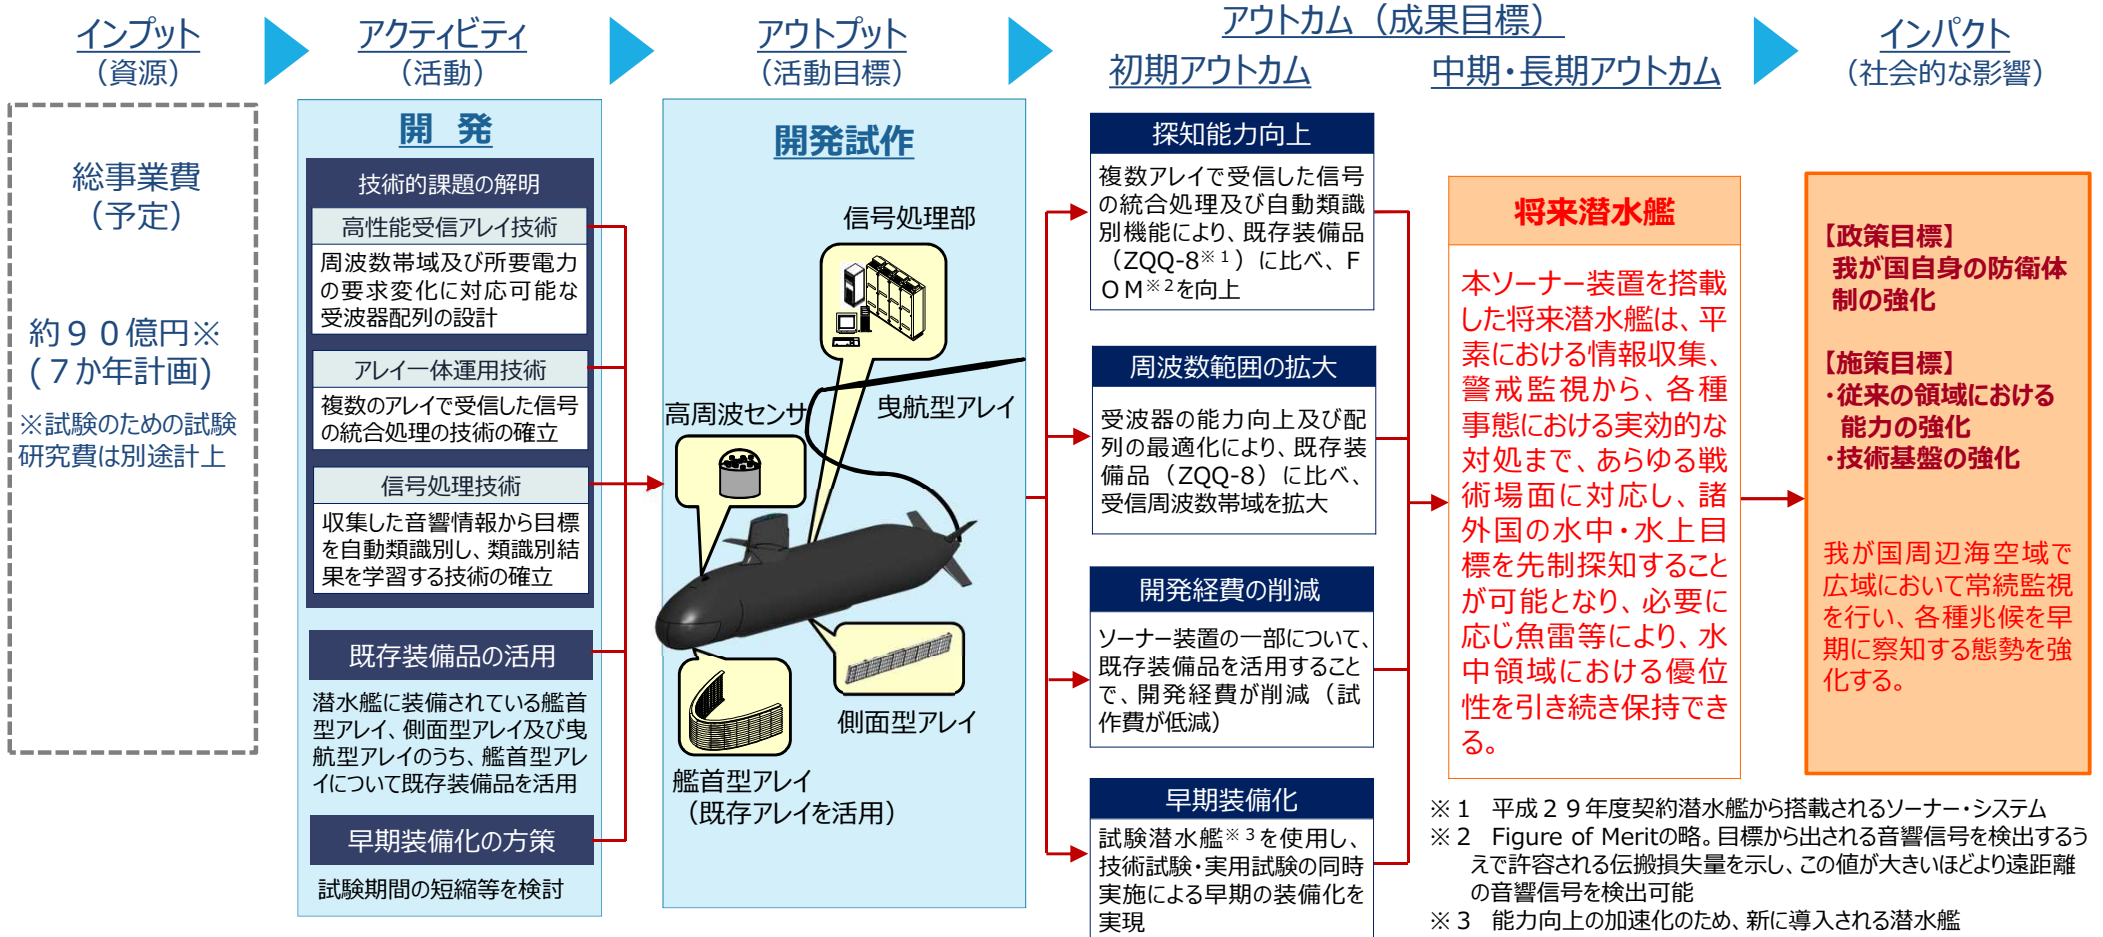 インプット
（資源）
アクティビティ
（活動）
アウトプット
（活動目標）
アウトカム（成果目標）
初期アウトカム
中期・長期アウトカム
インパクト
（社会的な影響）
総事業費
（予定）
約９０億円※
(７か年計画)
※試験のための試験
研究費は別途計上
開 発
技術的課題の解明
高性能受信アレイ技術
周波数帯域及び所要電力
の要求変化に対応可能な
受波器配列の設計
アレイ一体運用技術
複数のアレイで受信した信号
の統合処理の技術の確立
信号処理技術
収集した音響情報から目標
を自動類識別し、類識別結
果を学習する技術の確立
既存装備品の活用
潜水艦に装備されている艦首
型アレイ、側面型アレイ及び曳
航型アレイのうち、艦首型アレ
イについて既存装備品を活用
早期装備化の方策
試験期間の短縮等を検討
開発試作
信号処理部
高周波センサ
曳航型アレイ
側面型アレイ
艦首型アレイ
（既存アレイを活用）
探知能力向上
複数アレイで受信した信号
の統合処理及び自動類識
別機能により、既存装備品
（ZQQ-8※１）に比べ、Ｆ
ＯＭ※２を向上
周波数範囲の拡大
受波器の能力向上及び配
列の最適化により、既存装
備品（ZQQ-8）に比べ、
受信周波数帯域を拡大
開発経費の削減
ソーナー装置の一部について、
既存装備品を活用すること
で、開発経費が削減（試
作費が低減）
早期装備化
試験潜水艦※３を使用し、
技術試験・実用試験の同時
実施による早期の装備化を
実現
将来潜水艦
本ソーナー装置を搭載
した将来潜水艦は、平
素における情報収集、
警戒監視から、各種
事態における実効的な
対処まで、あらゆる戦
術場面に対応し、諸
外国の水中・水上目
標を先制探知すること
が可能となり、必要に
応じ魚雷等により、水
中領域における優位
性を引き続き保持でき
る。
【政策目標】
我が国自身の防衛体
制の強化
【施策目標】
・従来の領域における
能力の強化
・技術基盤の強化
我が国周辺海空域で
広域において常続監視
を行い、各種兆候を早
期に察知する態勢を強
化する。
※１ 平成２９年度契約潜水艦から搭載されるソーナー・システム
※２ Figure of Meritの略。目標から出される音響信号を検出するう
えで許容される伝搬損失量を示し、この値が大きいほどより遠距離
の音響信号を検出可能
※３ 能力向上の加速化のため、新に導入される潜水艦